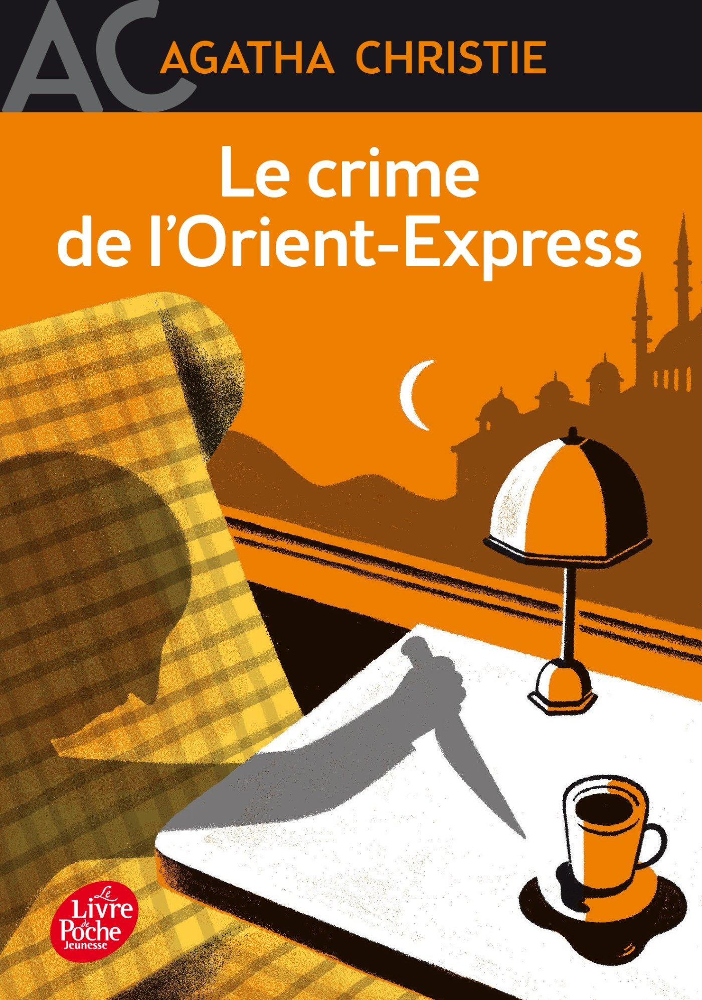 AC
AGATHA CHRISTIE
Le crime
de l’Orient-Express
Le
Livre
de
Poche
Jeunesse